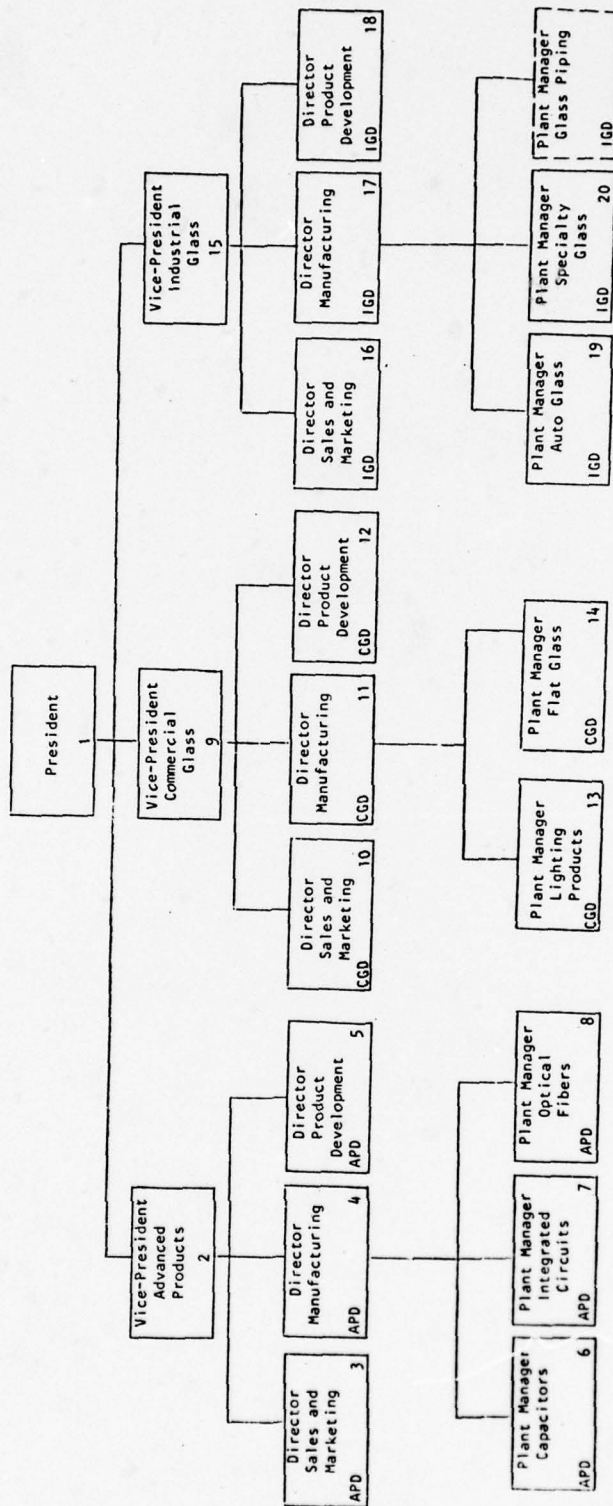 President
1
Vice-President
Advanced
Products
2
Vice-President
Commercial
Glass
9
Vice-President
Industrial
Glass
15
Director
Sales and
Marketing
APD 3
Director
Manufacturing
APD 4
Director
Product
Development
APD 5
Director
Sales and
Marketing
CGD 10
Director
Manufacturing
CGD 11
Director
Product
Development
CGD 12
Director
Sales and
Marketing
IGD 16
Director
Manufacturing
IGD 17
Director
Product
Development
IGD 18
Plant Manager
Capacitors
APD 6
Plant Manager
Integrated
Circuits
APD 7
Plant Manager
Optical
Fibers
APD 8
Plant Manager
Lighting
Products
CGD 13
Plant Manager
Flat Glass
CGD 14
Plant Manager
Auto Glass
IGD 19
Plant Manager
Specialty
Glass
IGD 20
Plant Manager
Glass Piping
IGD